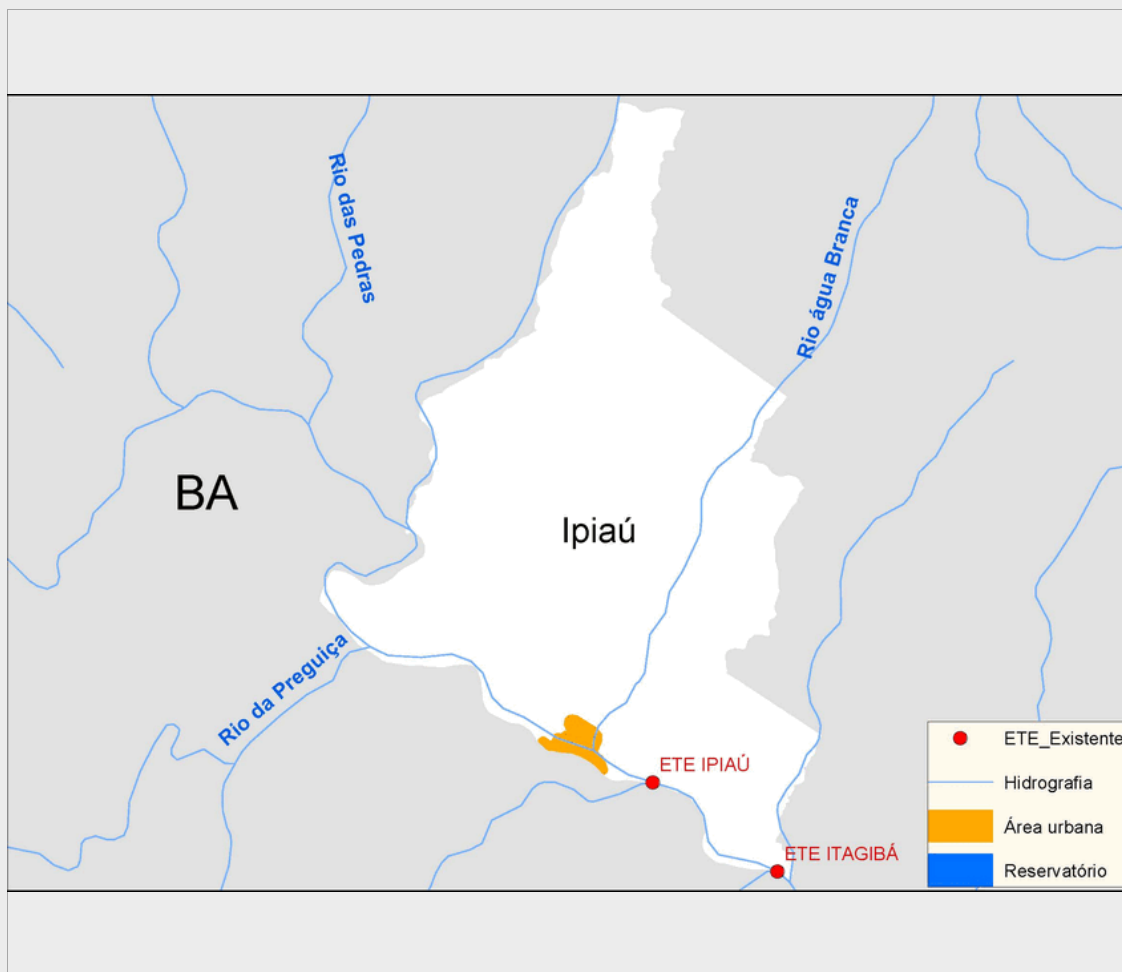 Rio das Pedras
Rio água Branca
BA
Ipiaú
Rio da Preguiça
ETE IPIAÚ
ETE ITAGIBÁ
ETE_Existente
Hidrografia
Área urbana
Reservatório